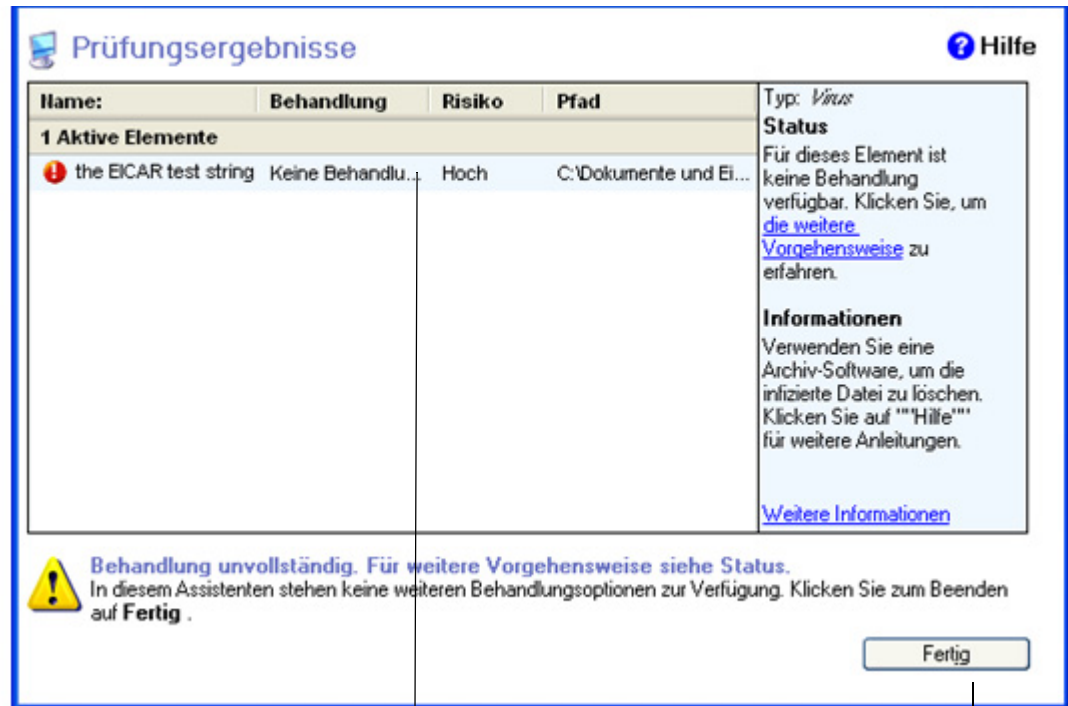 Prüfungsergebnisse
Hilfe
Name: Behandlung Risiko Pfad
1 Aktive Elemente
the EICAR test string Keine Behandlu... Hoch C:\Dokumente und Ei...
Typ: Virus
Status
Für dieses Element ist
keine Behandlung
verfügbar. Klicken Sie, um
die weitere
Vorgehensweise zu
erfahren.
Informationen
Verwenden Sie eine
Archiv-Software, um die
infizierte Datei zu löschen.
Klicken Sie auf ""Hilfe""
für weitere Anleitungen.
Weitere Informationen
Behandlung unvollständig. Für weitere Vorgehensweise siehe Status.
In diesem Assistenten stehen keine weiteren Behandlungsoptionen zur Verfügung. Klicken Sie zum Beenden
auf Fertig .
Fertig